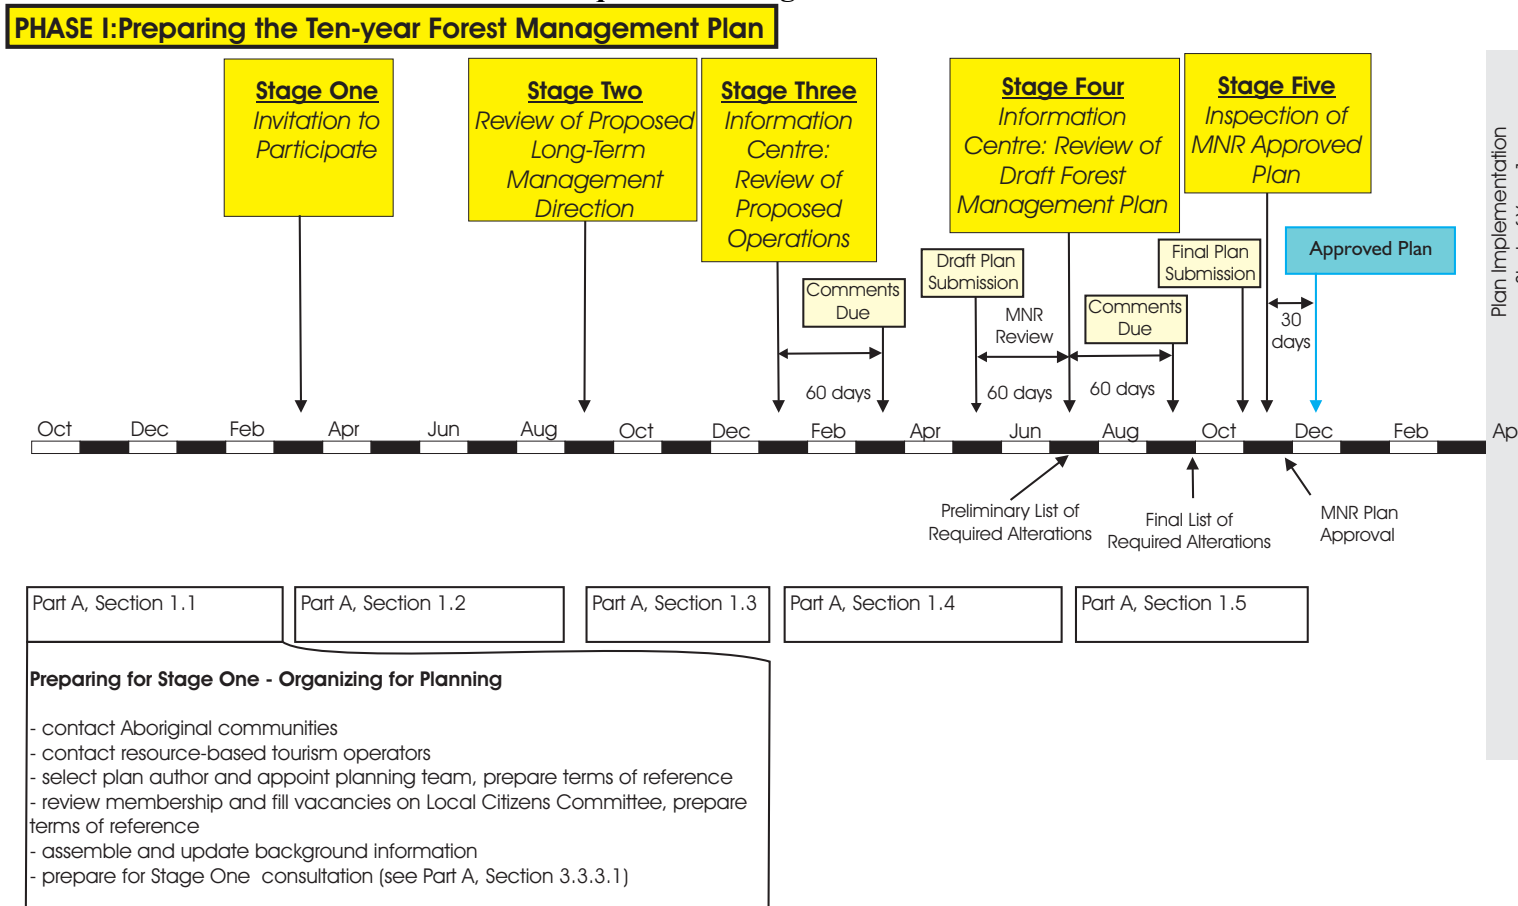 PHASE I:Preparing the Ten-year Forest Management Plan
Stage One
Invitation to
Participate
Stage Two
Review of Proposed
Long-Term
Management
Direction
Stage Three
Information
Centre:
Review of
Proposed
Operations
Stage Four
Information
Centre: Review of
Draft Forest
Management Plan
Stage Five
Inspection of
MNR Approved
Plan
Plan Implementation
Comments
Due
Draft Plan
Submission
MNR
Review
Comments
Due
Final Plan
Submission
Approved Plan
30
days
60 days
60 days
60 days
Oct Dec Feb Apr Jun Aug Oct Dec Feb Apr Jun Aug Oct Dec Feb Ap
Preliminary List of
Required Alterations
Final List of
Required Alterations
MNR Plan
Approval
Part A, Section 1.1
Part A, Section 1.2
Part A, Section 1.3
Part A, Section 1.4
Part A, Section 1.5
Preparing for Stage One - Organizing for Planning
- contact Aboriginal communities
- contact resource-based tourism operators
- select plan author and appoint planning team, prepare terms of reference
- review membership and fill vacancies on Local Citizens Committee, prepare
terms of reference
- assemble and update background information
- prepare for Stage One consultation (see Part A, Section 3.3.3.1)